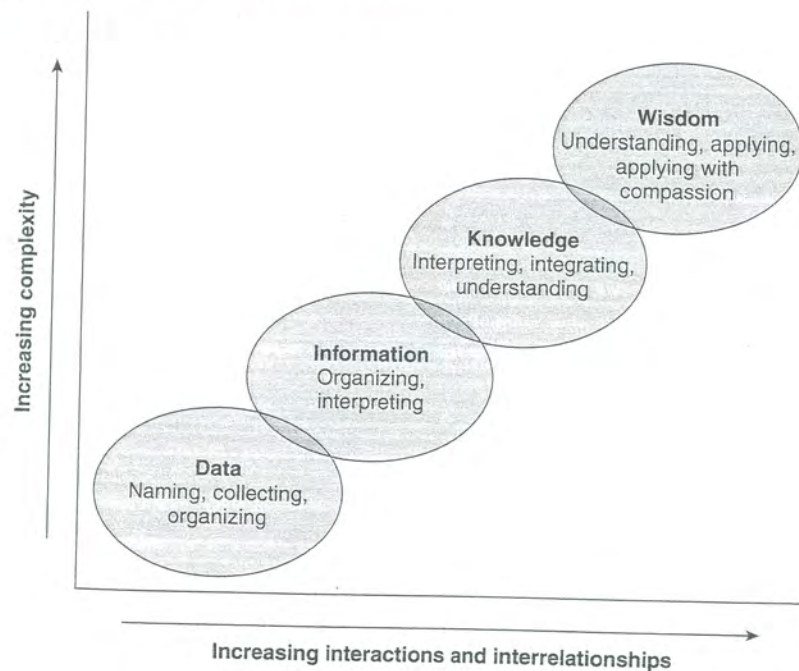 Increasing complexity
Wisdom
Understanding, applying,
applying with
compassion
Knowledge
Interpreting, integrating,
understanding
Information
Organizing,
interpreting
Data
Naming, collecting,
organizing
Increasing interactions and interrelationships